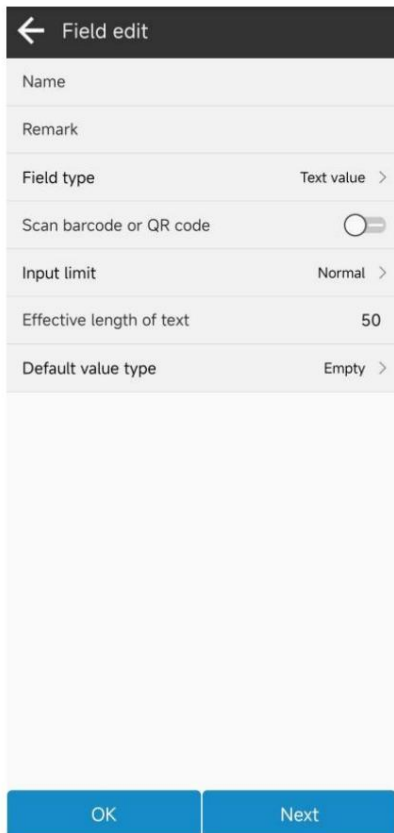 Field edit
Name
Remark
Field type Text value
Scan barcode or QR code
Input limit Normal
Effective length of text 50
Default value type Empty
OK Next